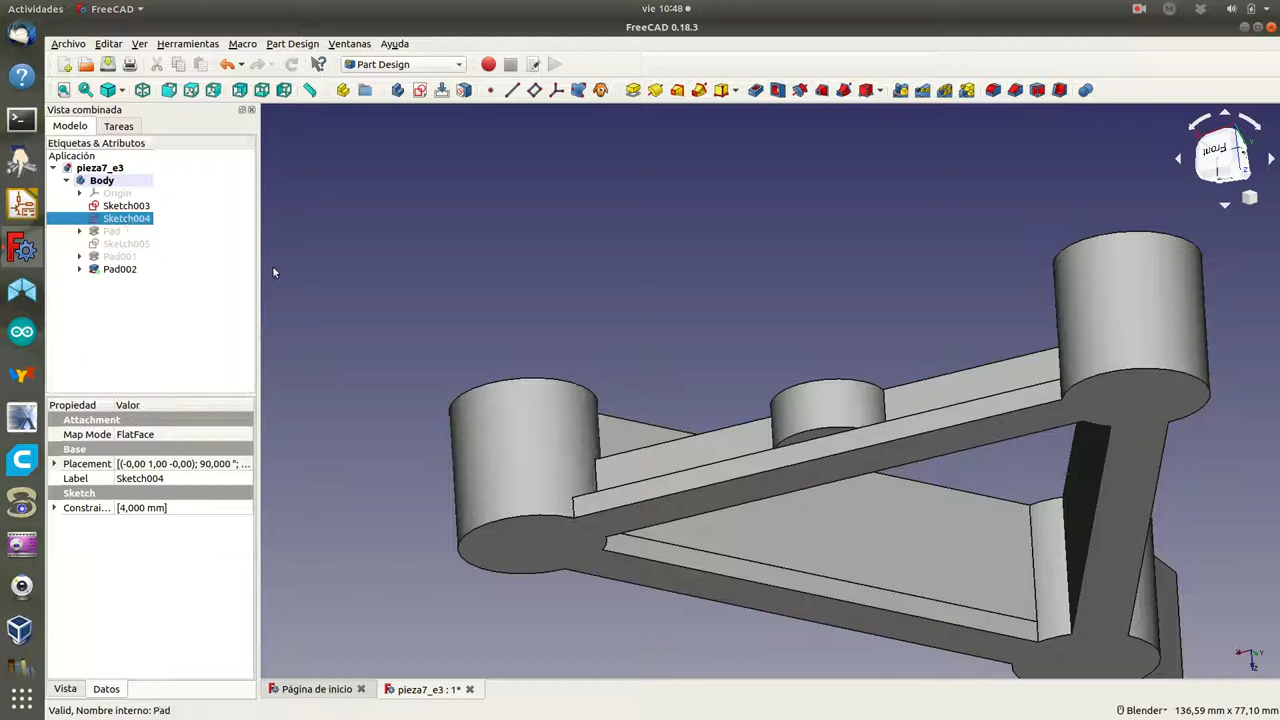 Actividades FreeCAD vie 10:48
FreeCAD 0.18.3
Archivo Editar Ver Herramientas Macro Part Design Ventanas Ayuda
Part Design
Vista combinada
Modelo Tareas
Etiquetas & Atributos
Aplicación
pieza7_e3
Body
Origin
Sketch003
Sketch004
Pad
Sketch005
Pad001
Pad002
Front
Propiedad Valor
Attachment
Map Mode FlatFace
Base
Placement [(-0,00 1,00 -0,00); 90,000 °; ...
Label Sketch004
Sketch
Constrai... [4,000 mm]
Vista Datos
Página de inicio pieza7_e3 : 1*
Valid, Nombre interno: Pad Blender 136,59 mm x 77,10 mm